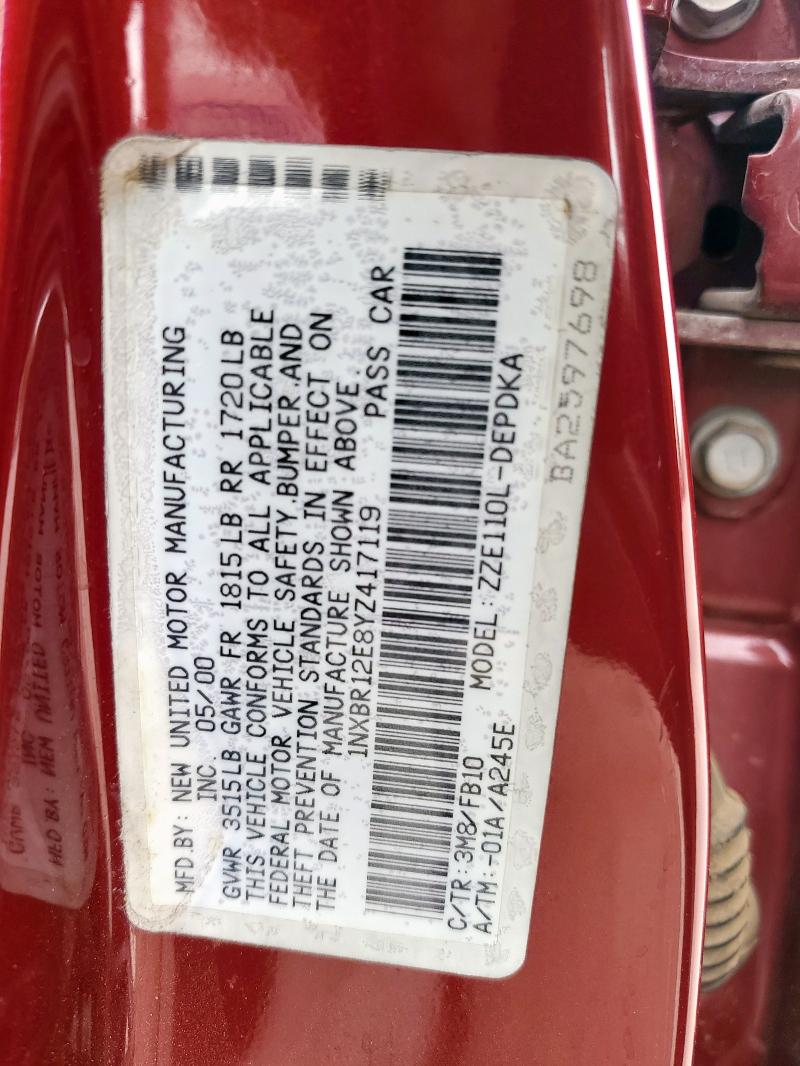 MFD.BY: NEW UNITED MOTOR MANUFACTURING
INC. 05/00
GVWR 3515LB GAWR FR 1815LB RR 1720LB
THIS VEHICLE CONFORMS TO ALL APPLICABLE
FEDERAL MOTOR VEHICLE SAFETY.BUMPER.AND
THEFT PREVENTION STANDARDS IN EFFECT ON
THE DATE OF MANUFACTURE SHOWN ABOVE.
1NXBR12E8YZ417119 PASS CAR
C/TR:3M8/FB10 MODEL:ZZE110L-DEPDKA
A/TM:-01A/A245E
BA2597698